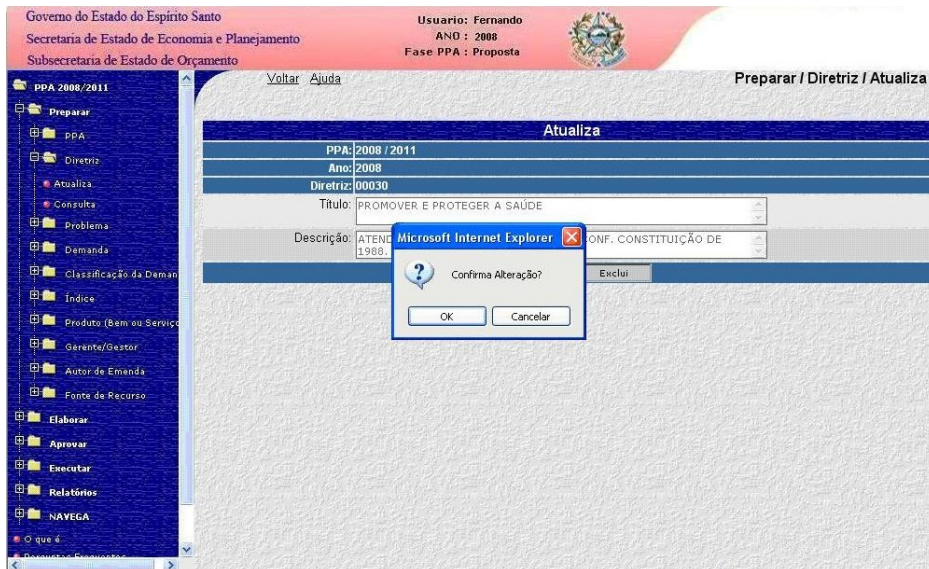 Governo do Estado do Espírito Santo
Secretaria de Estado de Economia e Planejamento
Subsecretaria de Estado de Orçamento
Usuario: Fernando
ANO : 2008
Fase PPA : Proposta
Voltar Ajuda
Preparar / Diretriz / Atualiza
PPA 2008/2011
Preparar
PPA
Diretriz
Atualiza
Consulta
Problema
Demanda
Classificação da Deman
Índice
Produto (Bem ou Serviço
Gerente/Gestor
Autor de Emenda
Fonte de Recurso
Elaborar
Aprovar
Executar
Relatórios
NAVEGA
O que é
Perguntas Frequentes
Atualiza
PPA: 2008 / 2011
Ano: 2008
Diretriz: 00030
Título: PROMOVER E PROTEGER A SAÚDE
Descrição: ATEND
ONF. CONSTITUIÇÃO DE
1988.
Exclui
Microsoft Internet Explorer
Confirma Alteração?
OK Cancelar